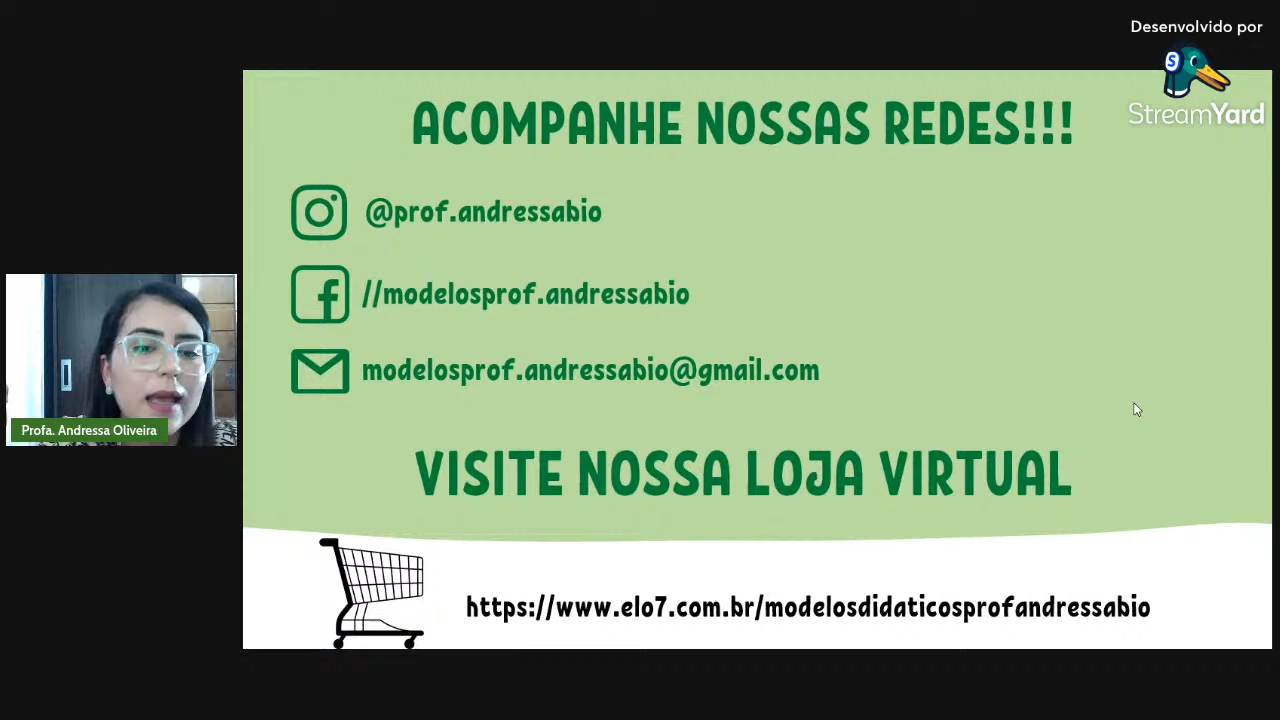 Desenvolvido por
StreamYard
ACOMPANHE NOSSAS REDES!!!
@prof.andressabio
//modelosprof.andressabio
modelosprof.andressabio@gmail.com
Profa. Andressa Oliveira
VISITE NOSSA LOJA VIRTUAL
https://www.elo7.com.br/modelosdidaticosprofandressabio